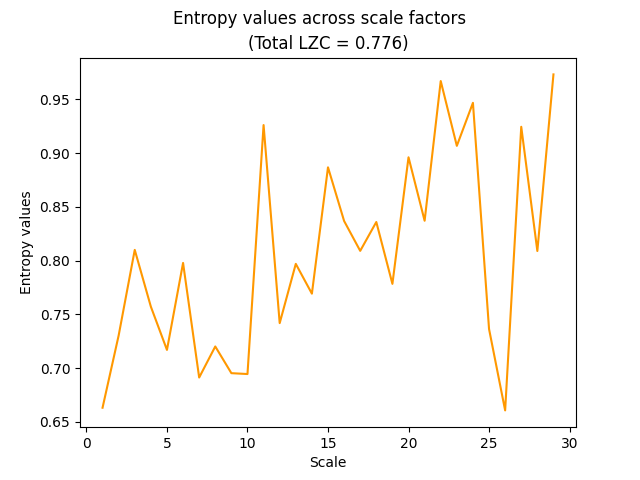 Entropy values across scale factors
(Total LZC = 0.776)
0.95
0.90
0.85
0.80
0.75
0.70
0.65
Entropy values
0 5 10 15 20 25 30
Scale